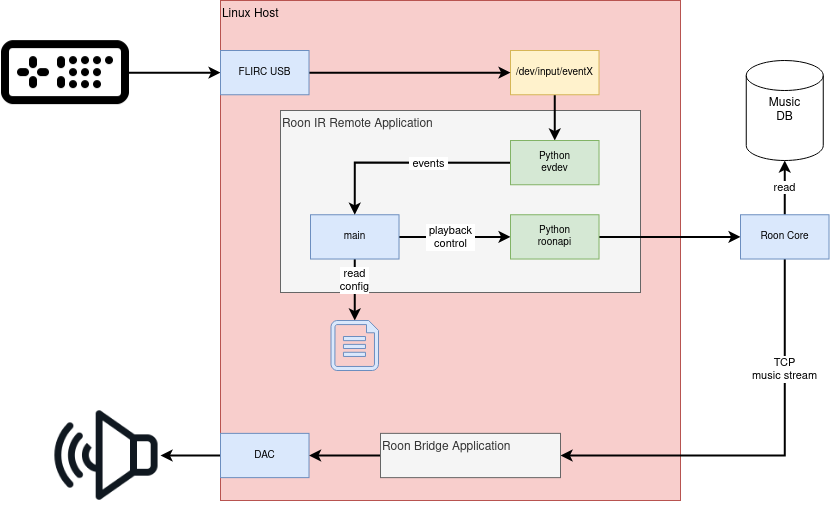 Linux Host
FLIRC USB
/dev/input/eventX
Music
DB
Roon IR Remote Application
Python
evdev
events
read
main
playback
control
Python
roonapi
Roon Core
read
config
TCP
music stream
Roon Bridge Application
DAC